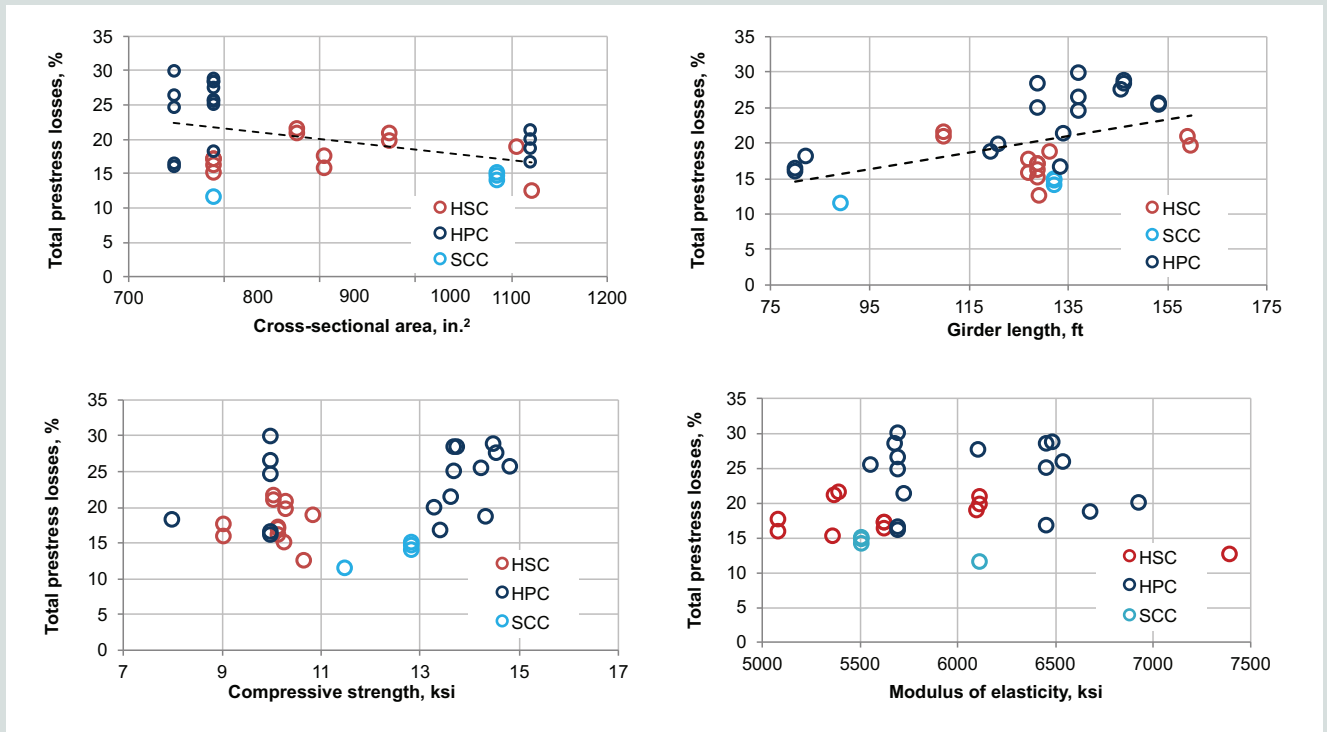 Total prestress losses, %
35
30
25
20
15
10
5
0
700
800
900
1000
1100
1200
Cross-sectional area, in.²
HSC
HPC
SCC
Total prestress losses, %
35
30
25
20
15
10
5
0
75
95
115
135
155
175
Girder length, ft
HSC
SCC
HPC
Total prestress losses, %
35
30
25
20
15
10
5
0
7
9
11
13
15
17
Compressive strength, ksi
HSC
HPC
SCC
Total prestress losses, %
35
30
25
20
15
10
5
0
5000
5500
6000
6500
7000
7500
Modulus of elasticity, ksi
HSC
HPC
SCC